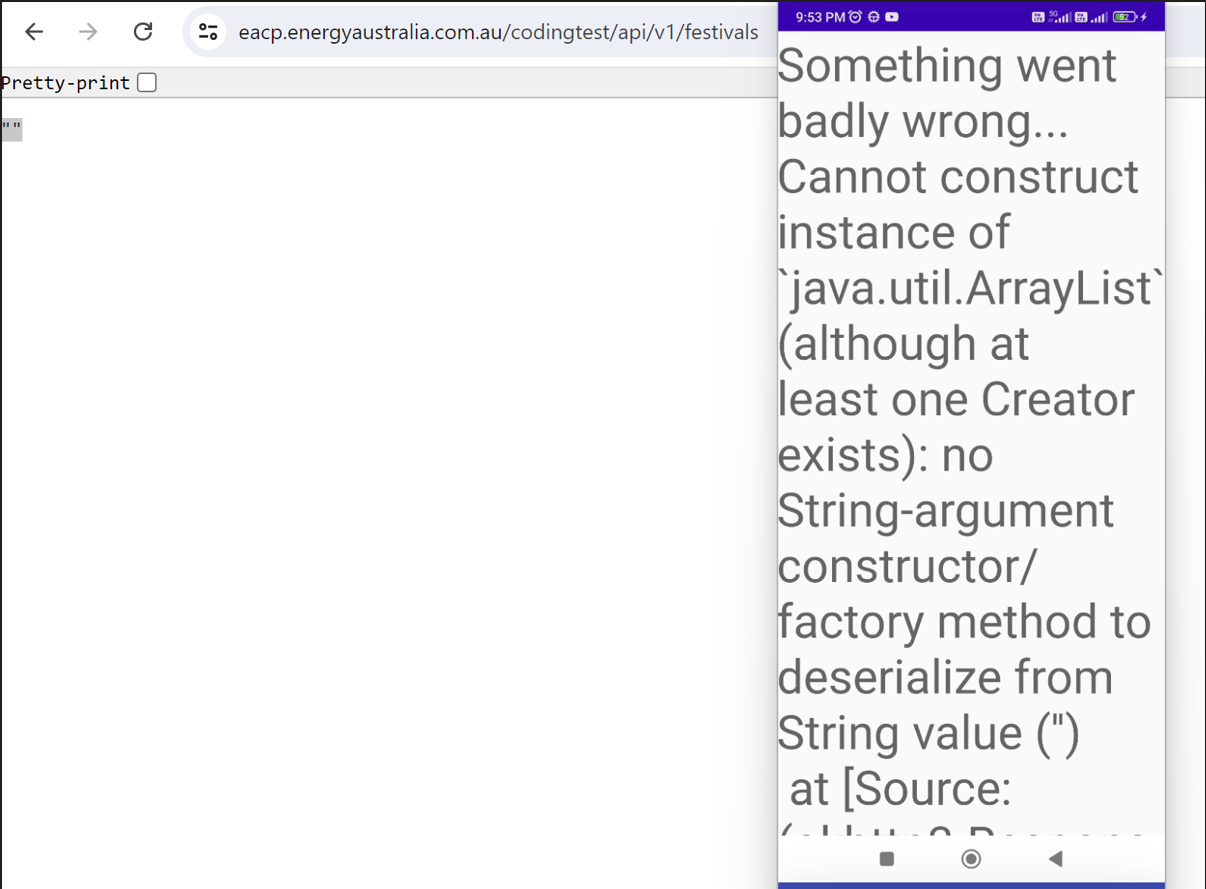 eacp.energyaustralia.com.au/codingtest/api/v1/festivals
Pretty-print
""
9:53 PM
Something went
badly wrong...
Cannot construct
instance of
`java.util.ArrayList`
(although at
least one Creator
exists): no
String-argument
constructor/
factory method to
deserialize from
String value ('')
at [Source: